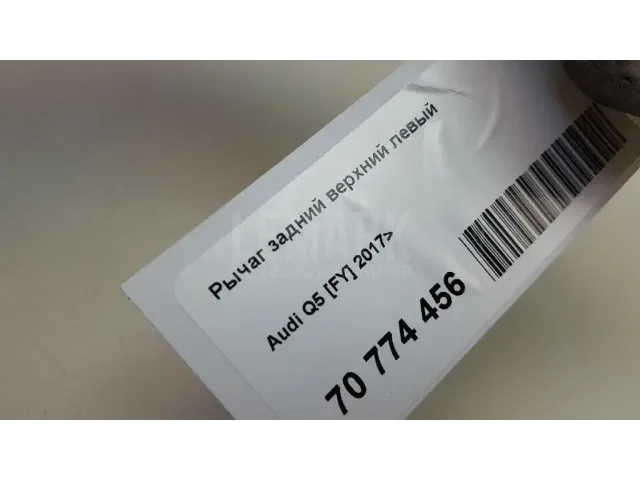 Рычаг задний верхний левый
Audi Q5 [FY] 2017>
70 774 456